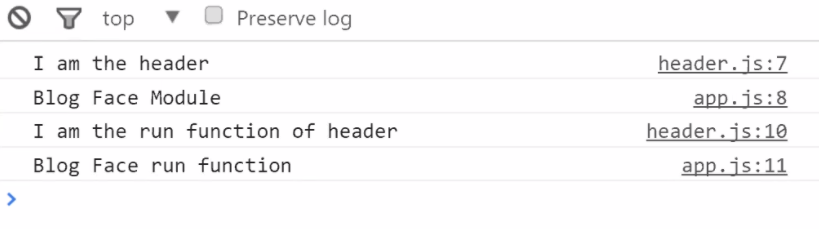 top Preserve log
I am the header header.js:7
Blog Face Module app.js:8
I am the run function of header header.js:10
Blog Face run function app.js:11